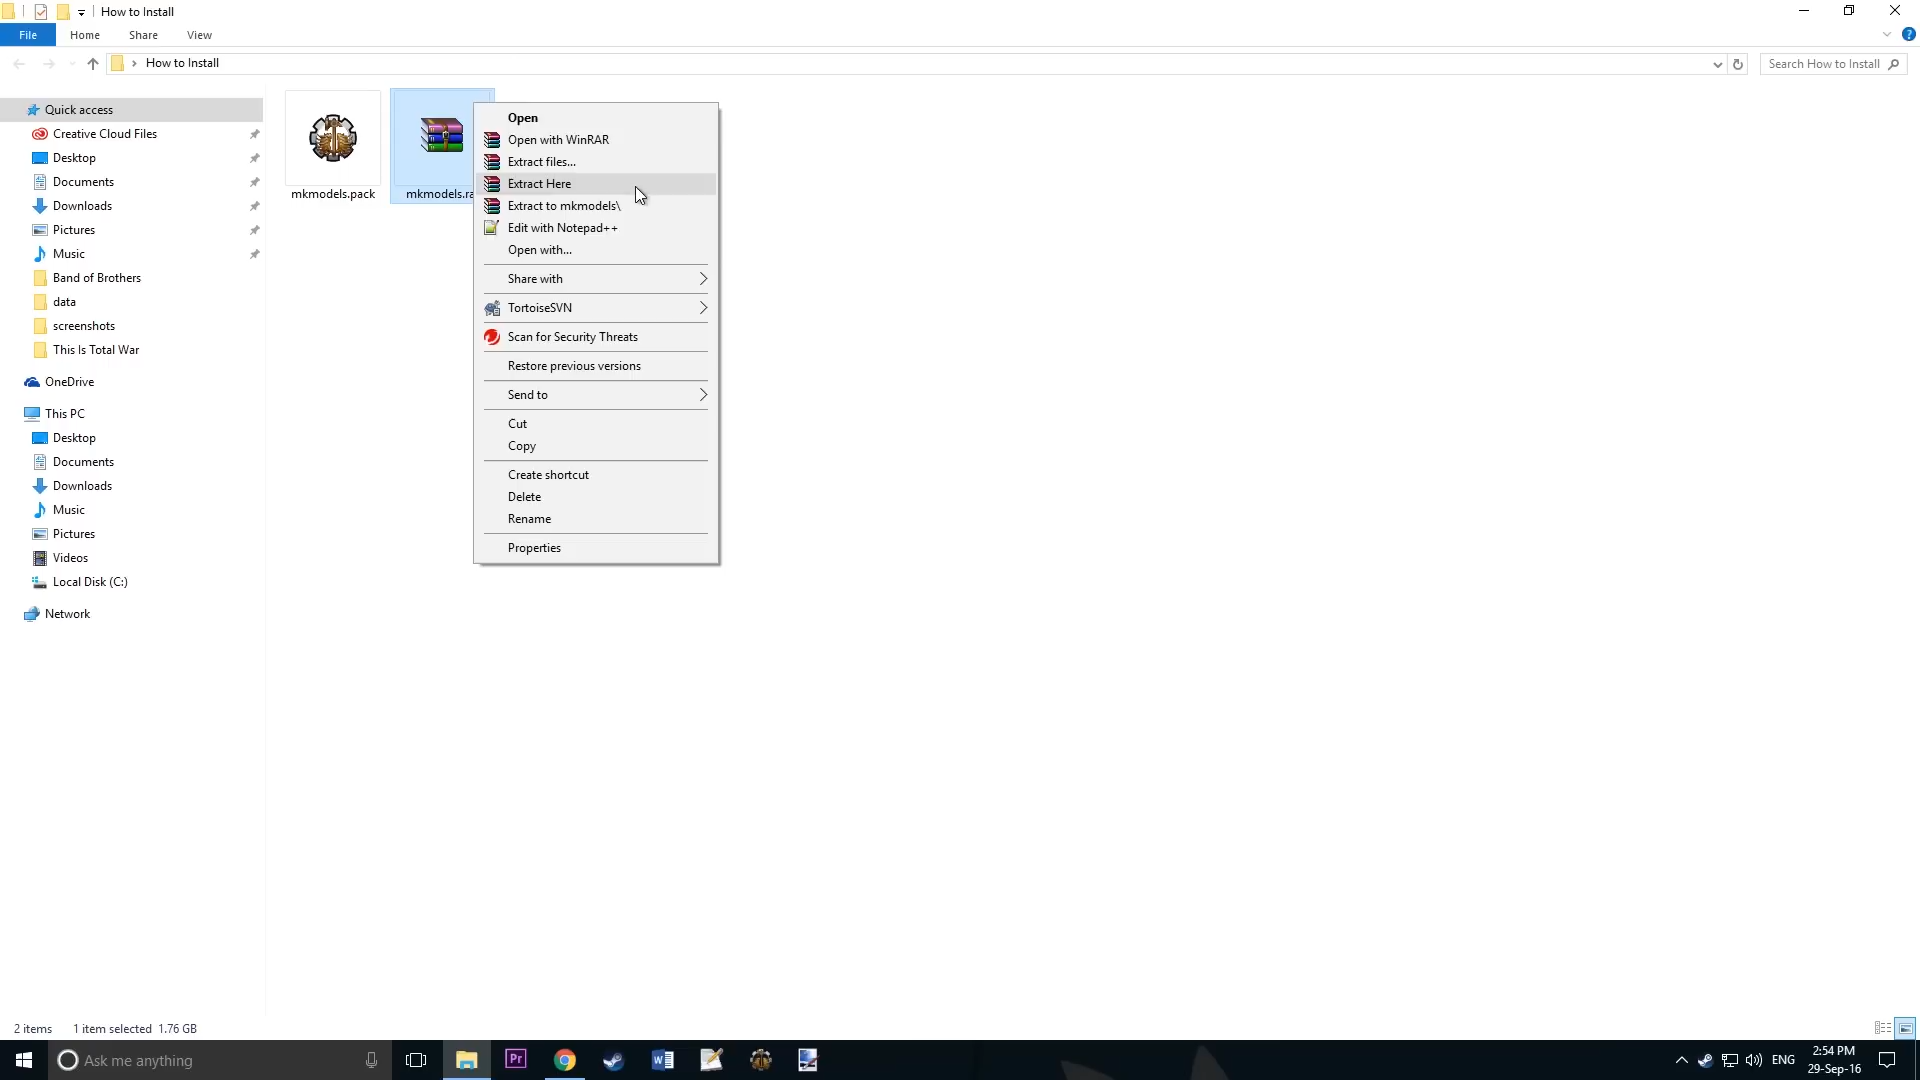 How to Install
File Home Share View
How to Install
Search How to Install
Quick access
Creative Cloud Files
Desktop
Documents
Downloads
Pictures
Music
Band of Brothers
data
screenshots
This Is Total War
OneDrive
This PC
Desktop
Documents
Downloads
Music
Pictures
Videos
Local Disk (C:)
Network
mkmodels.pack
mkmodels.ra
Open
Open with WinRAR
Extract files...
Extract Here
Extract to mkmodels\
Edit with Notepad++
Open with...
Share with
TortoiseSVN
Scan for Security Threats
Restore previous versions
Send to
Cut
Copy
Create shortcut
Delete
Rename
Properties
2 items 1 item selected 1.76 GB
Ask me anything
Pr
ENG
2:54 PM
29-Sep-16